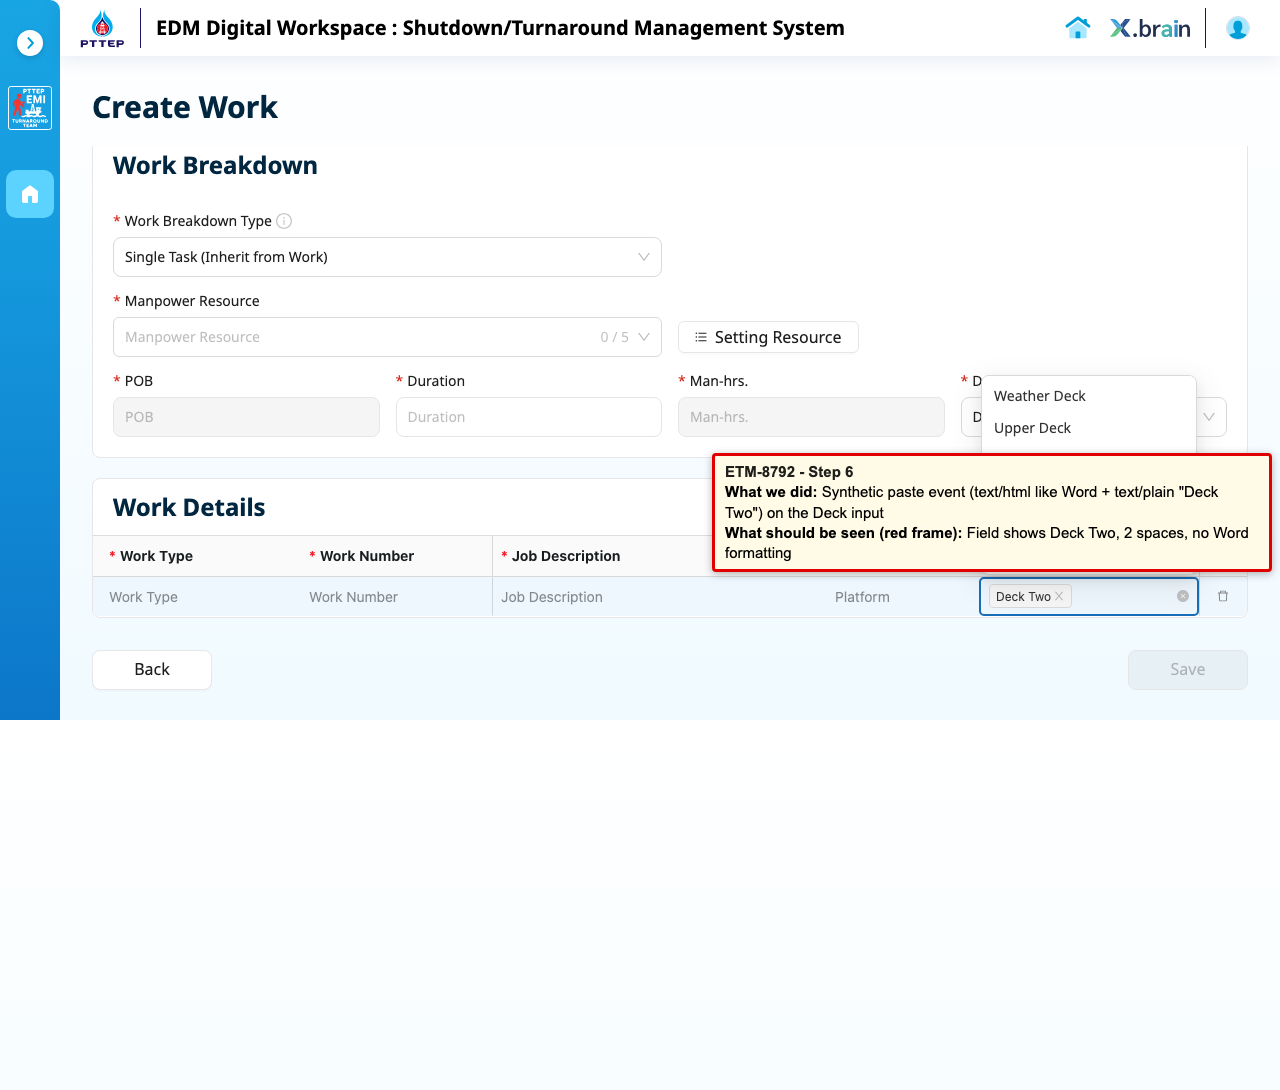 PTTEP
EDM Digital Workspace : Shutdown/Turnaround Management System
X.brain
PTTEP
EMI
TURNAROUND
TEAM
Create Work
Work Breakdown
* Work Breakdown Type
Single Task (Inherit from Work)
* Manpower Resource
Manpower Resource 0 / 5
Setting Resource
* POB * Duration * Man-hrs. * D
POB Duration Man-hrs. D
Weather Deck
Upper Deck
ETM-8792 - Step 6
What we did: Synthetic paste event (text/html like Word + text/plain "Deck
Two") on the Deck input
What should be seen (red frame): Field shows Deck Two, 2 spaces, no Word
formatting
Work Details
* Work Type * Work Number * Job Description
Work Type Work Number Job Description Platform Deck Two
Back Save